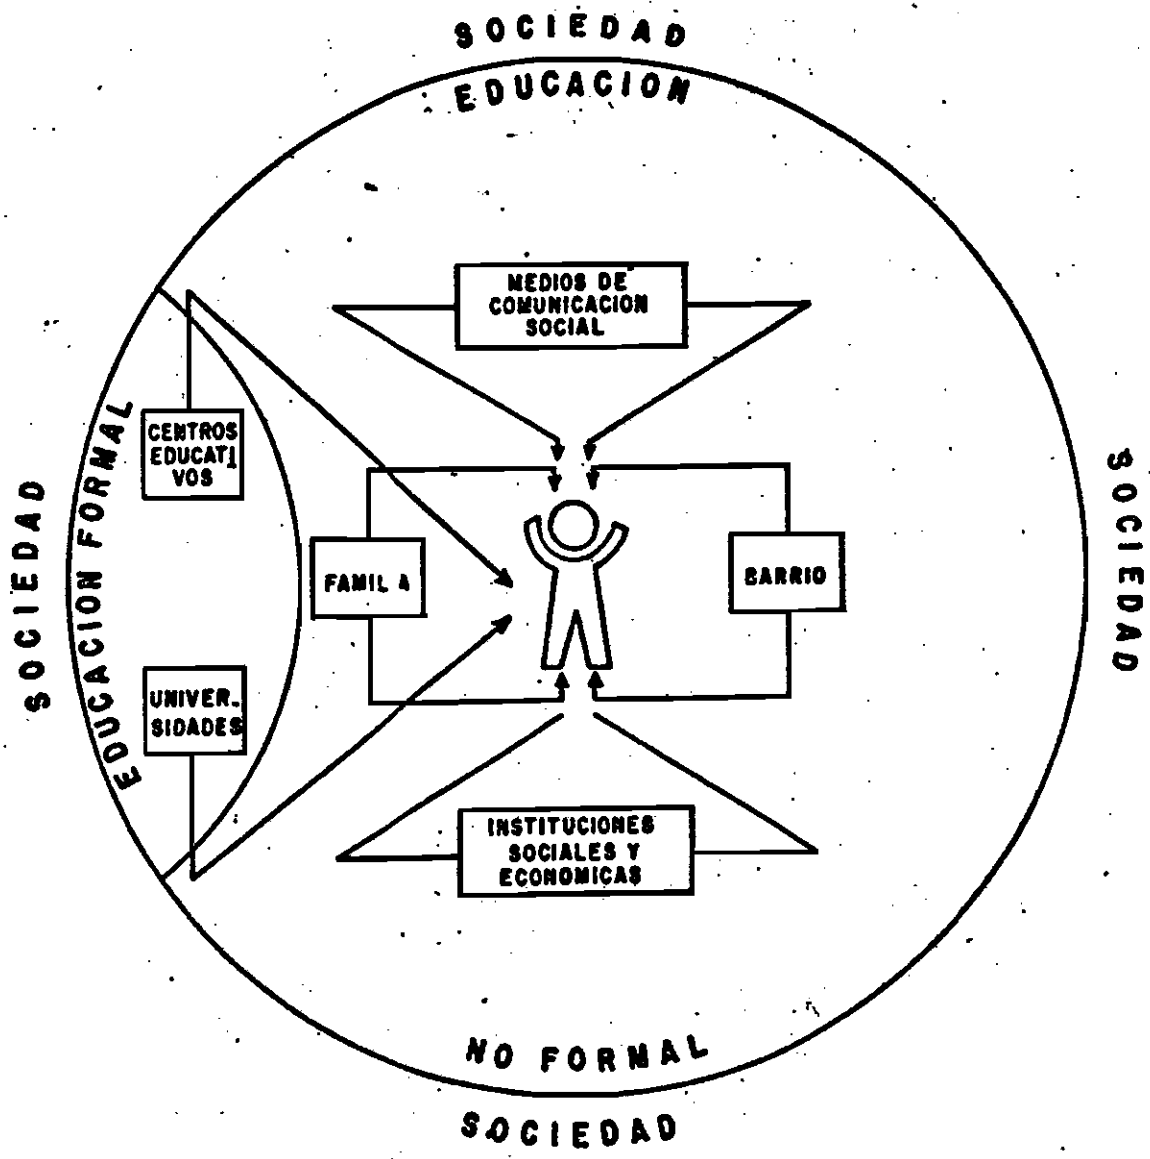 SOCIEDAD
EDUCACION
MEDIOS DE
COMUNICACION
SOCIAL
CENTROS
EDUCATI
VOS
SOCIEDAD
EDUCACION FORMAL
FAMIL A
BARRIO
SOCIEDAD
UNIVER-
SIDADES
INSTITUCIONES
SOCIALES Y
ECONOMICAS
NO FORMAL
SOCIEDAD